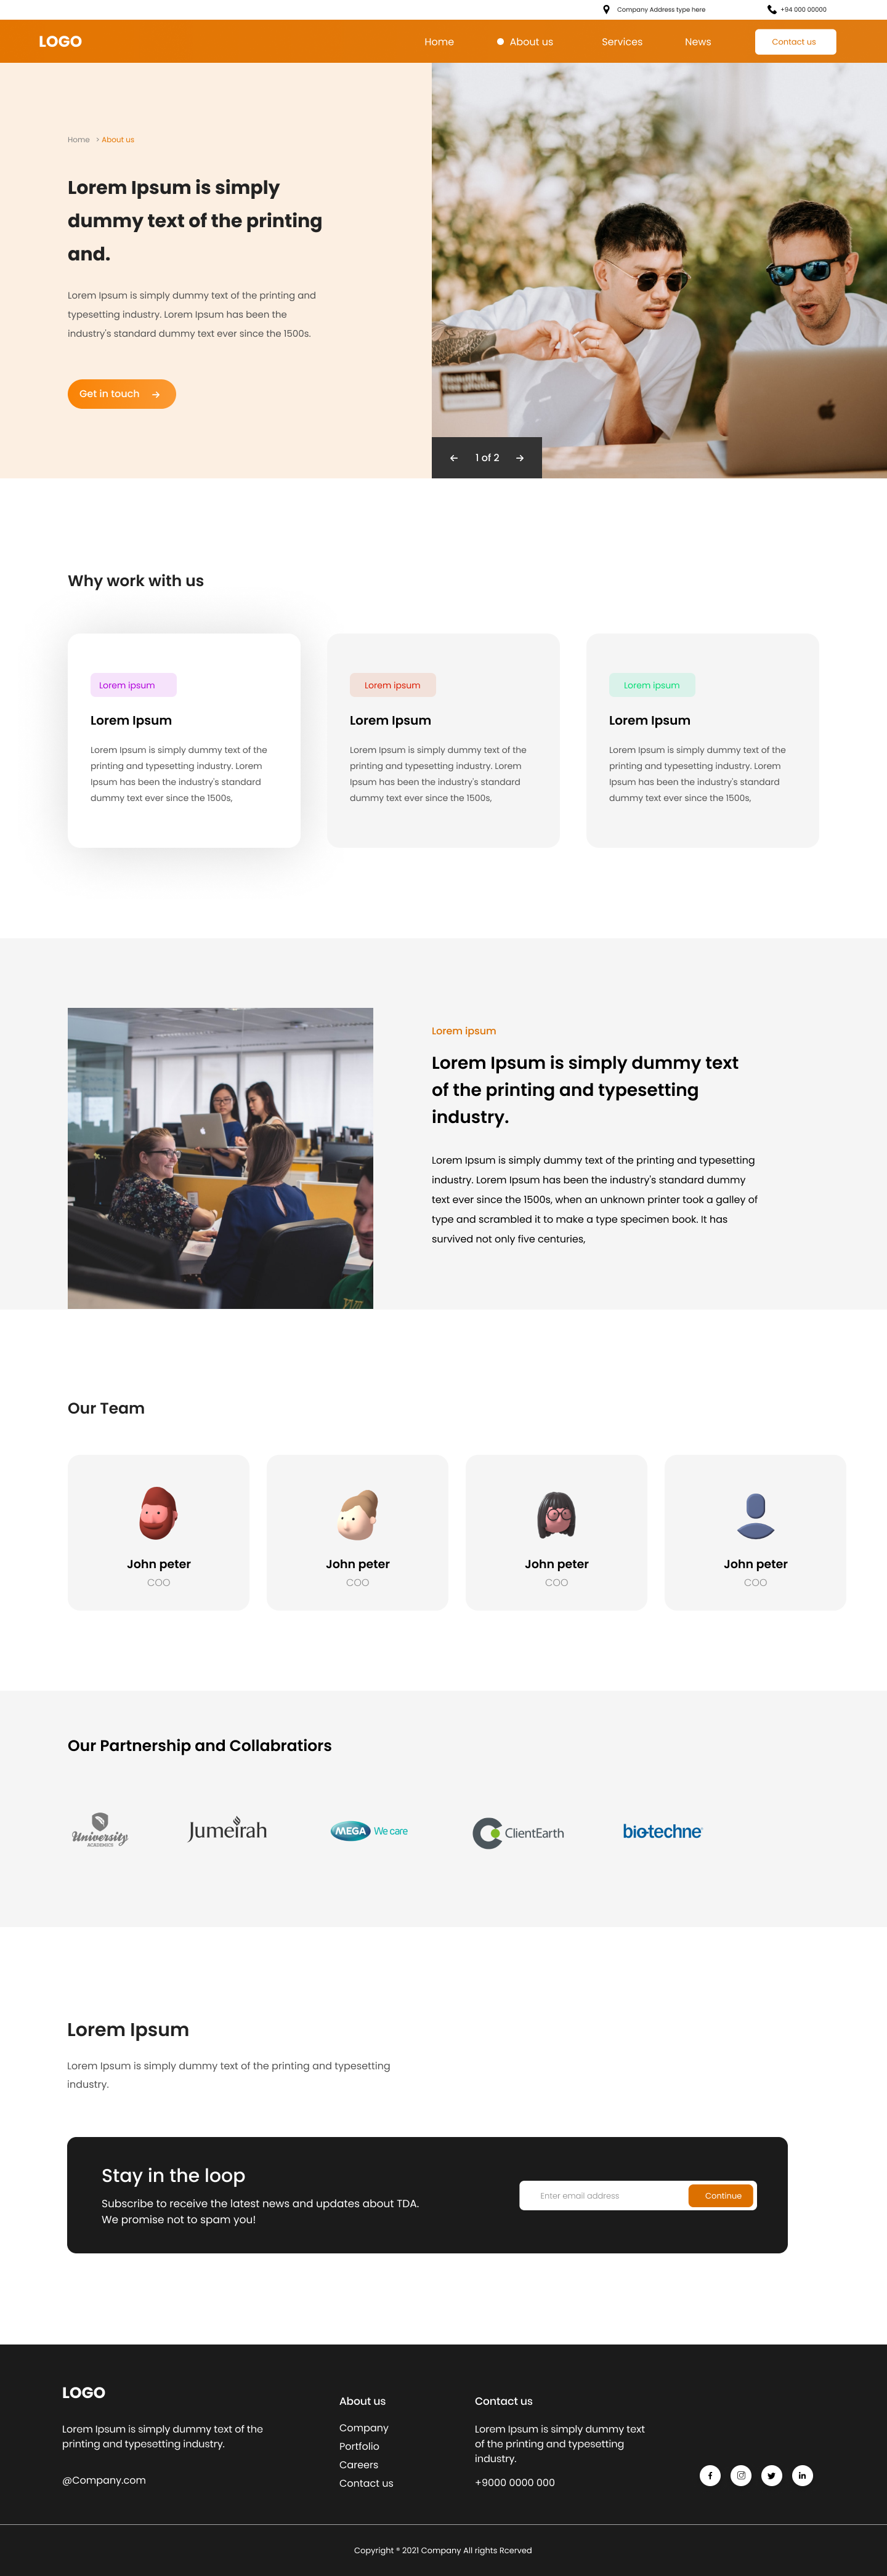 Company Address type here
+94 000 00000
LOGO
Home
About us
Services
News
Contact us
Home > About us
Lorem Ipsum is simply
dummy text of the printing
and.
Lorem Ipsum is simply dummy text of the printing and
typesetting industry. Lorem Ipsum has been the
industry's standard dummy text ever since the 1500s.
Get in touch
1 of 2
Why work with us
Lorem ipsum
Lorem Ipsum
Lorem Ipsum is simply dummy text of the
printing and typesetting industry. Lorem
Ipsum has been the industry's standard
dummy text ever since the 1500s,
Lorem ipsum
Lorem Ipsum
Lorem Ipsum is simply dummy text of the
printing and typesetting industry. Lorem
Ipsum has been the industry's standard
dummy text ever since the 1500s,
Lorem ipsum
Lorem Ipsum
Lorem Ipsum is simply dummy text of the
printing and typesetting industry. Lorem
Ipsum has been the industry's standard
dummy text ever since the 1500s,
Lorem ipsum
Lorem Ipsum is simply dummy text
of the printing and typesetting
industry.
Lorem Ipsum is simply dummy text of the printing and typesetting
industry. Lorem Ipsum has been the industry's standard dummy
text ever since the 1500s, when an unknown printer took a galley of
type and scrambled it to make a type specimen book. It has
survived not only five centuries,
Our Team
John peter
COO
John peter
COO
John peter
COO
John peter
COO
Our Partnership and Collabratiors
University
ACADEMICS
Jumeirah
MEGA We care
ClientEarth
bio-techne
Lorem Ipsum
Lorem Ipsum is simply dummy text of the printing and typesetting
industry.
Stay in the loop
Subscribe to receive the latest news and updates about TDA.
We promise not to spam you!
Enter email address
Continue
LOGO
Lorem Ipsum is simply dummy text of the
printing and typesetting industry.
@Company.com
About us
Company
Portfolio
Careers
Contact us
Contact us
Lorem Ipsum is simply dummy text
of the printing and typesetting
industry.
+9000 0000 000
Copyright ® 2021 Company All rights Rcerved